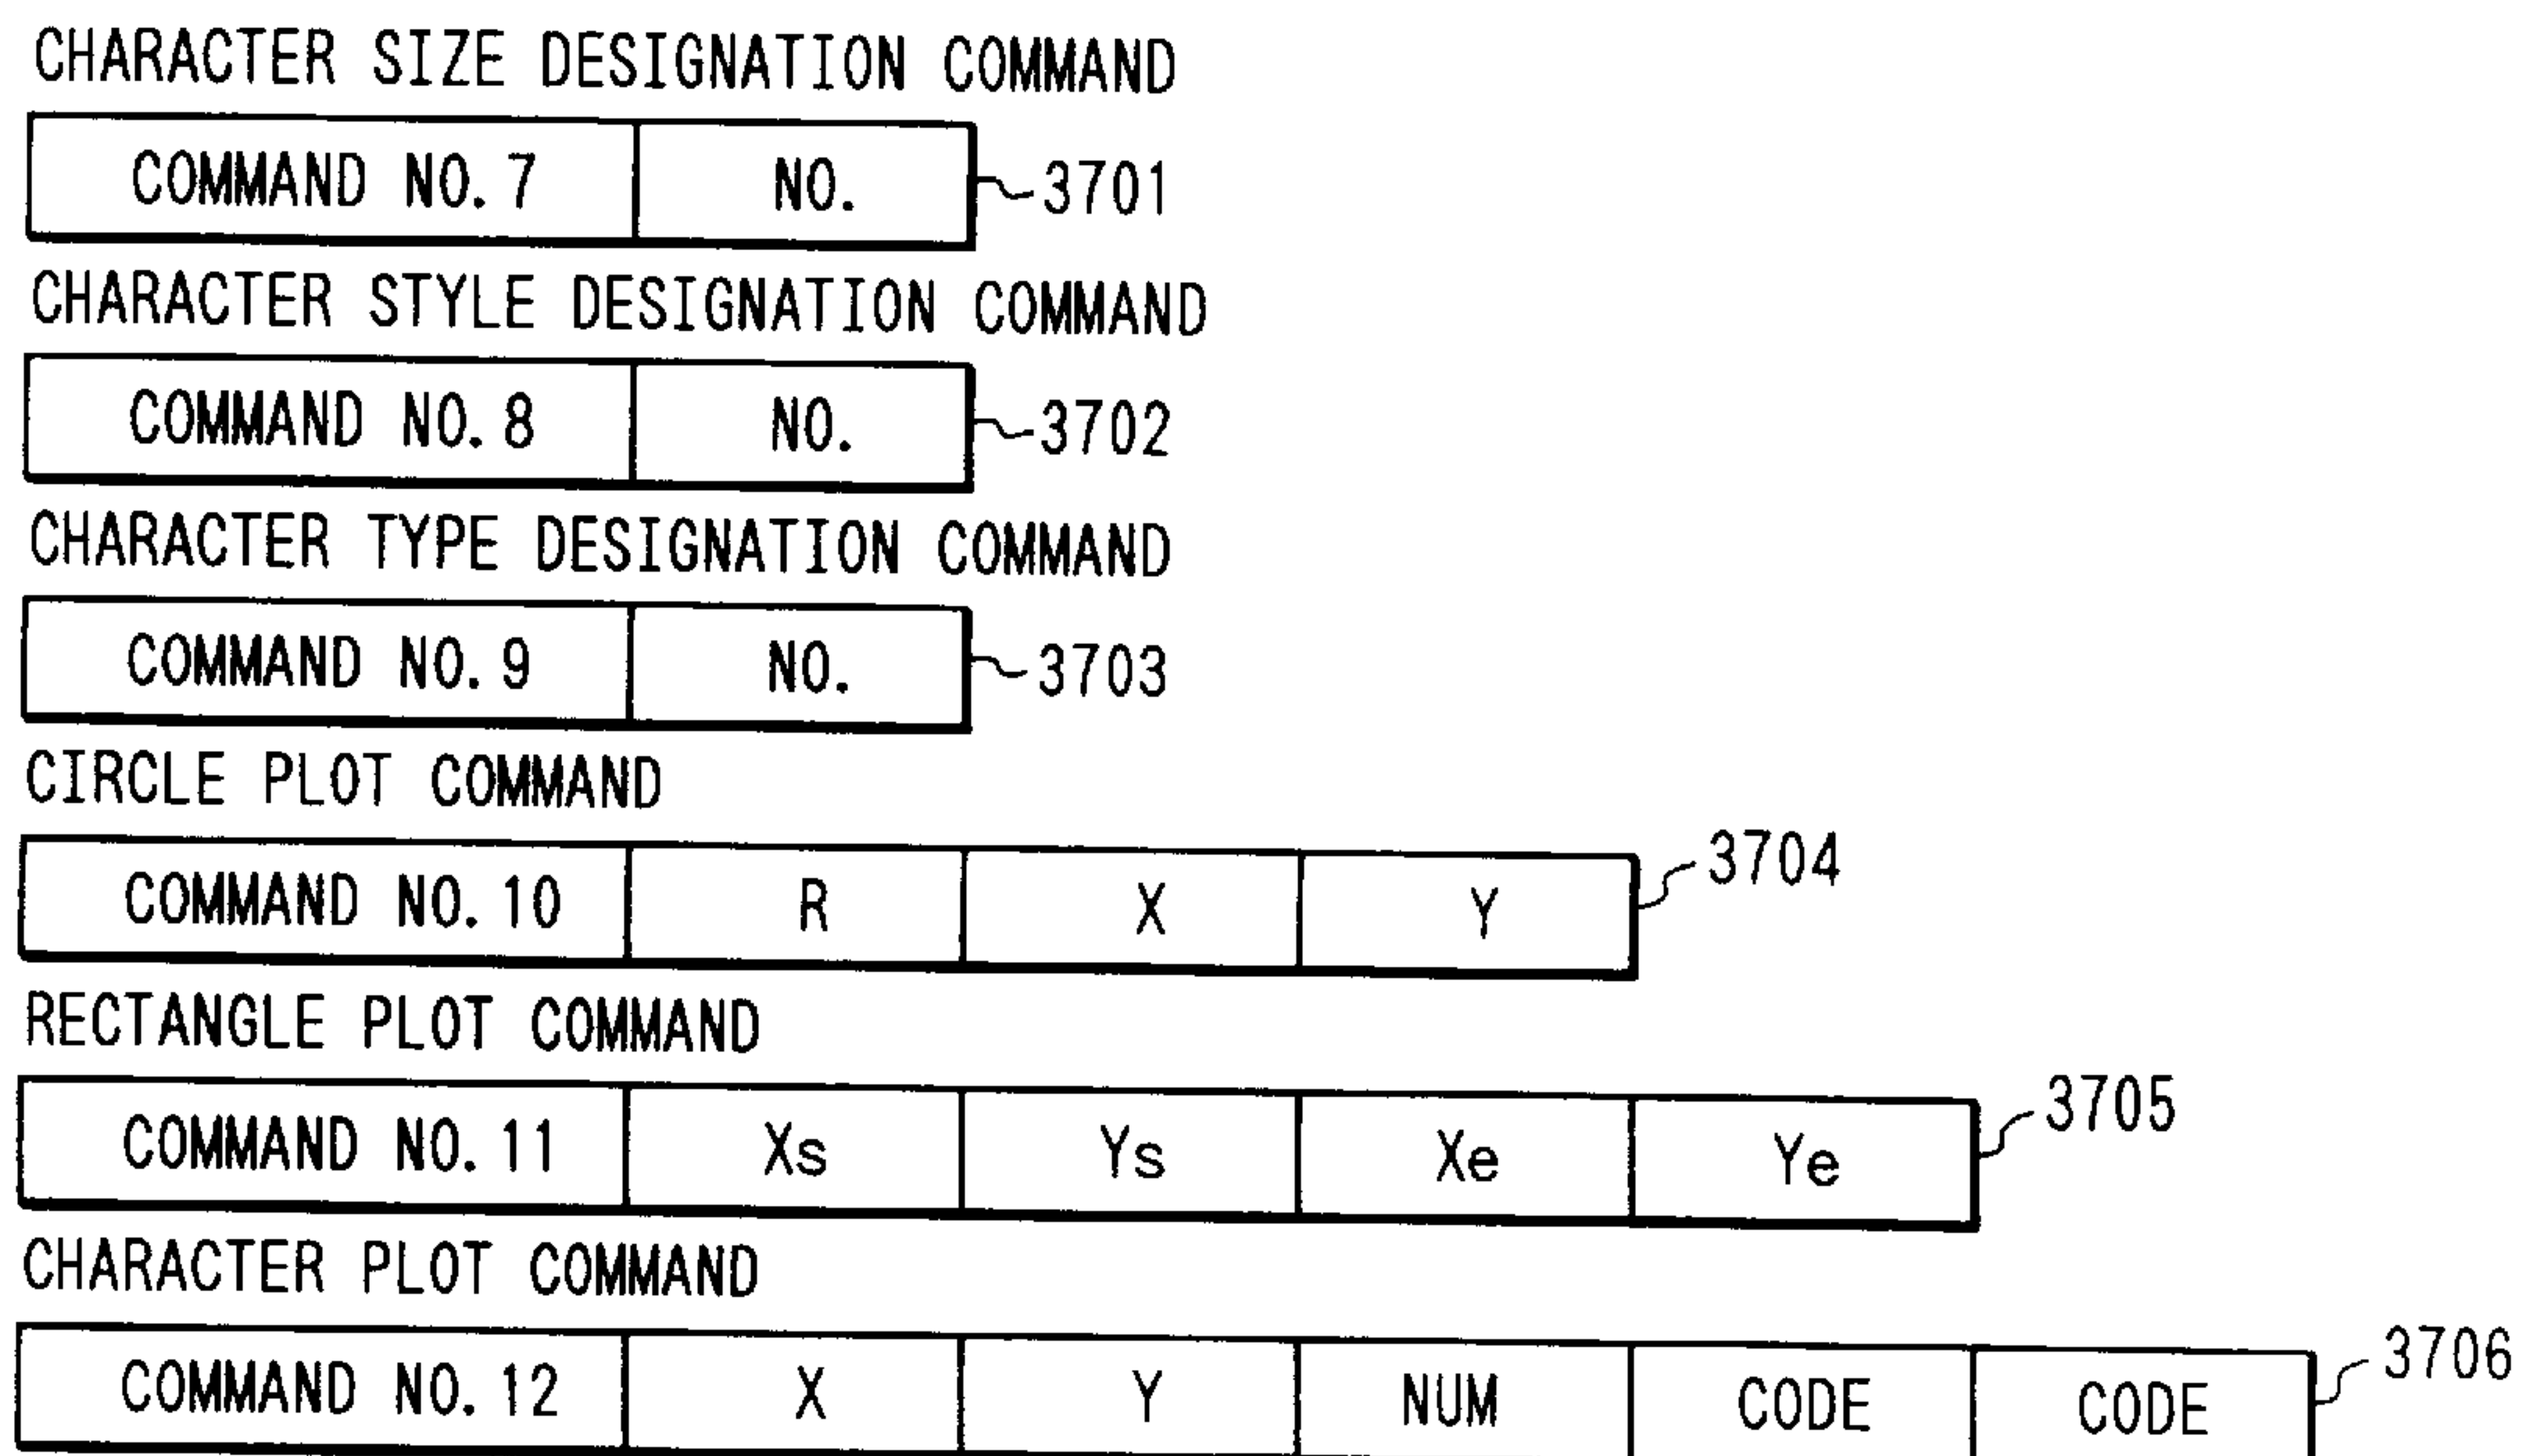 CHARACTER SIZE DESIGNATION COMMAND
COMMAND NO. 7 NO. 3701
CHARACTER STYLE DESIGNATION COMMAND
COMMAND NO. 8 NO. 3702
CHARACTER TYPE DESIGNATION COMMAND
COMMAND NO. 9 NO. 3703
CIRCLE PLOT COMMAND
COMMAND NO. 10 R X Y 3704
RECTANGLE PLOT COMMAND
COMMAND NO. 11 Xs Ys Xe Ye 3705
CHARACTER PLOT COMMAND
COMMAND NO. 12 X Y NUM CODE CODE 3706